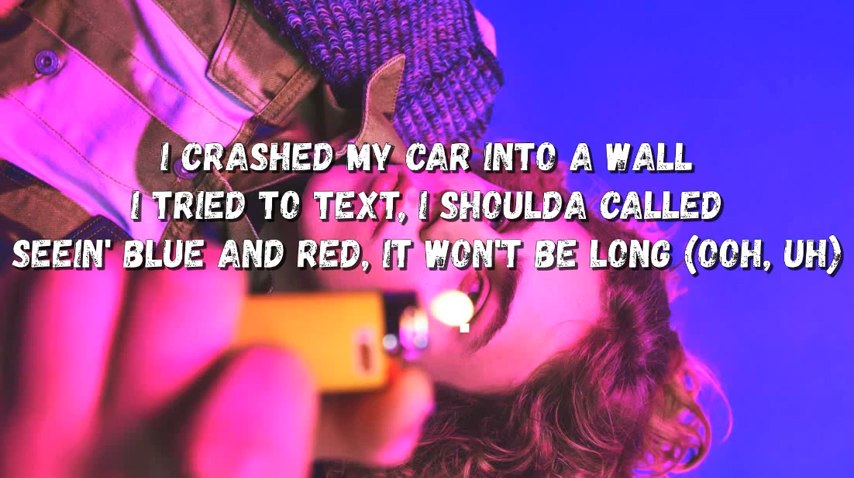 I CRASHED MY CAR INTO A WALL
I TRIED TO TEXT, I SHOULDA CALLED
SEEIN' BLUE AND RED, IT WON'T BE LONG (OOH, UH)